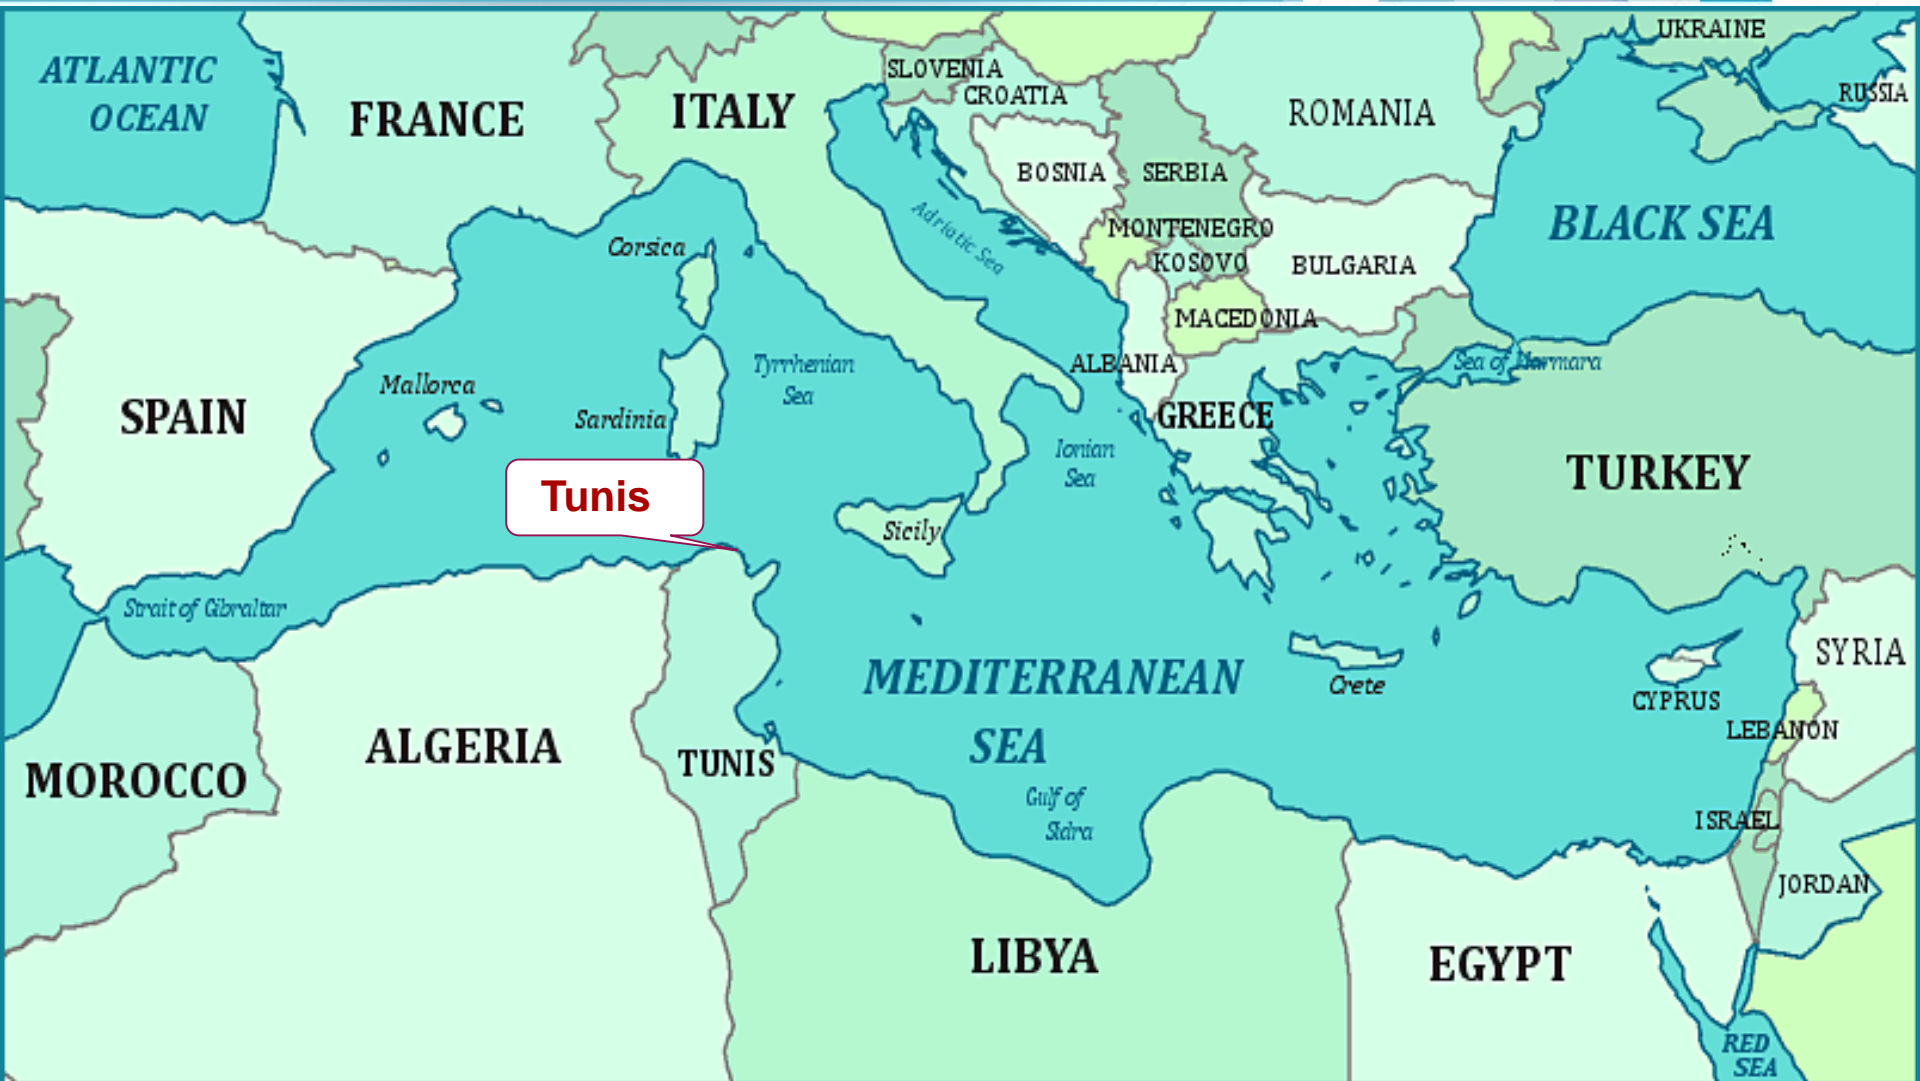 UKRAINE
ATLANTIC
OCEAN
SLOVENIA
CROATIA
RUSSIA
FRANCE
ITALY
ROMANIA
BOSNIA
SERBIA
BLACK SEA
Adriatic Sea
MONTENEGRO
Corsica
KOSOVO
BULGARIA
MACEDONIA
Tyrrhenian
Sea
ALBANIA
Sea of Marmara
Mallorca
SPAIN
Sardinia
GREECE
Ionian
Sea
TURKEY
Tunis
Sicily
Strait of Gibraltar
MEDITERRANEAN
SEA
Crete
SYRIA
CYPRUS
LEBANON
MOROCCO
ALGERIA
TUNIS
Gulf of
Sidra
ISRAEL
JORDAN
LIBYA
EGYPT
RED
SEA